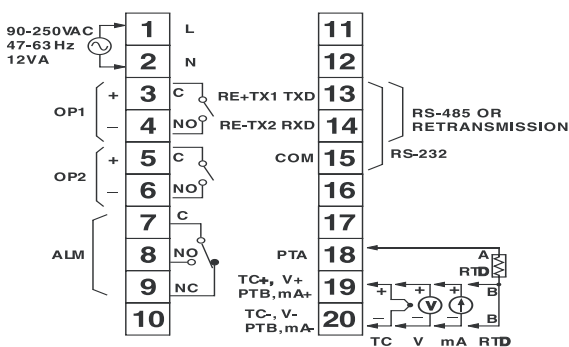 90-250VAC
47-63 Hz
12VA
1 L
2 N
OP1 + 3 C
− 4 NO
OP2 + 5 C
− 6 NO
7 C
ALM 8 NO
9 NC
10
11
12
RE+TX1 TXD 13
RE-TX2 RXD 14
RS-485 OR
RETRANSMISSION
COM 15 RS-232
16
17
PTA 18 A
RTD
TC+, V+
PTB, mA+ 19 + + V + B
TC-, V-
PTB, mA- 20 − − − B
TC V mA RTD